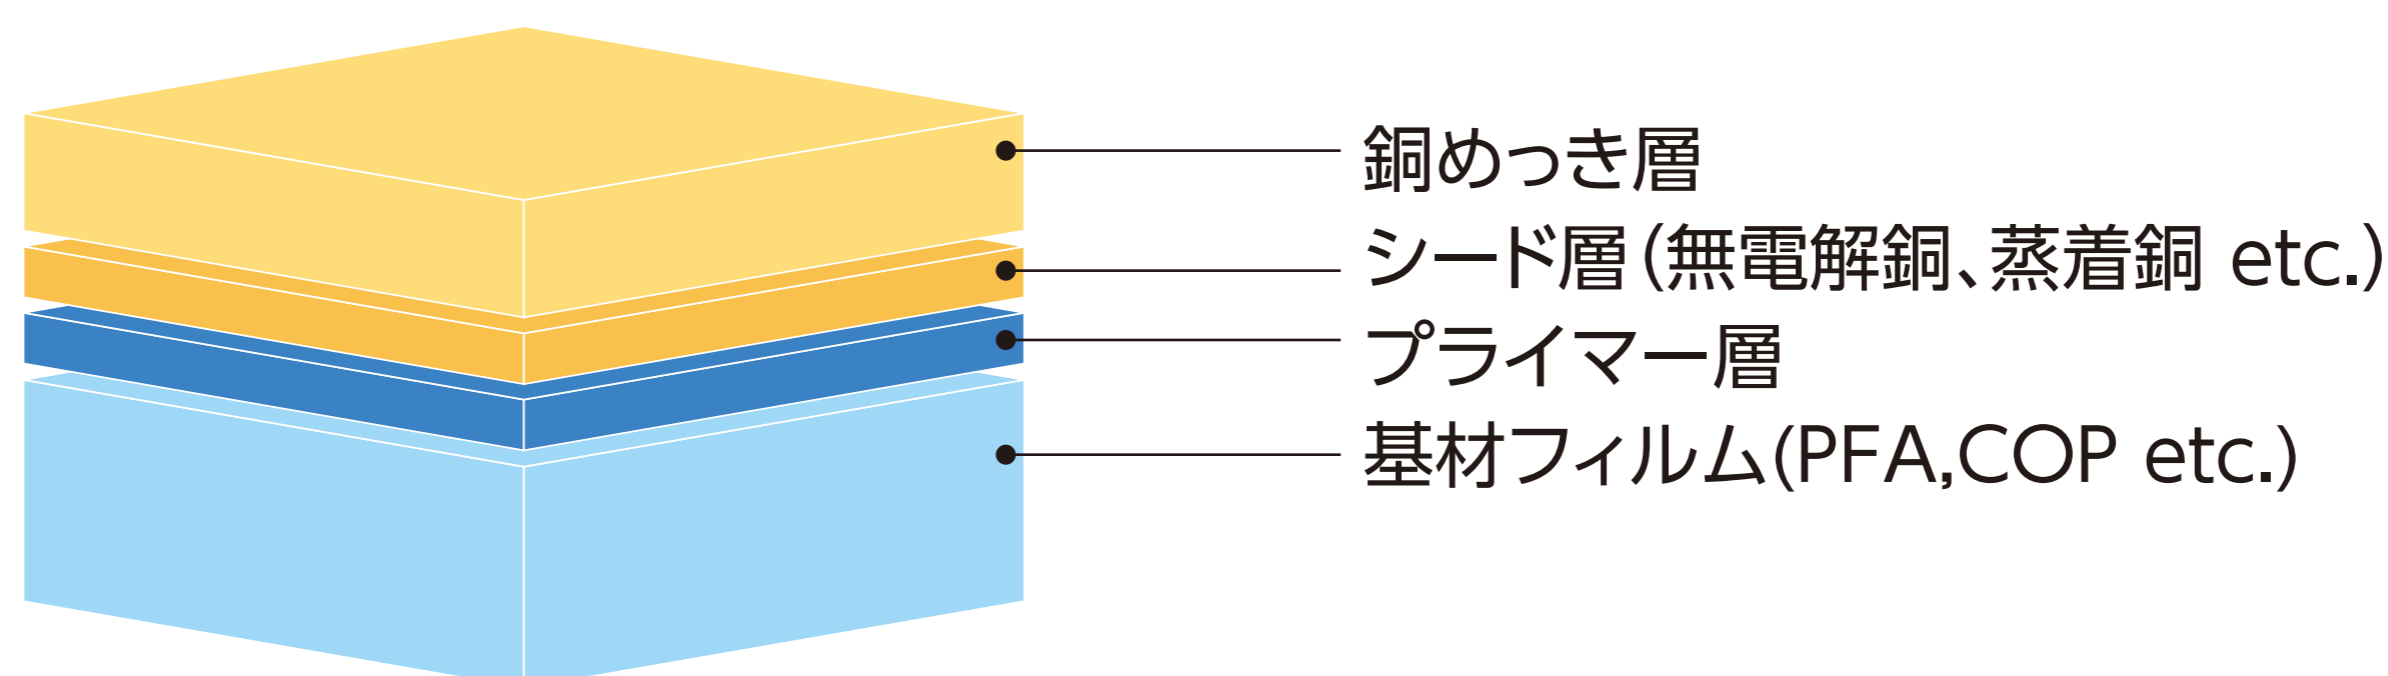 銅めっき層
シード層（無電解銅、蒸着銅 etc.）
プライマー層
基材フィルム(PFA,COP etc.)